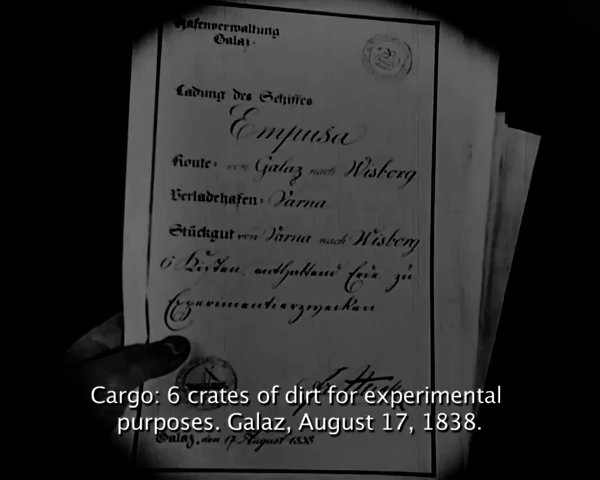 Hafenverwaltung
Galaz.
Ladung des Schiffes
Empusa
Route: von Galaz nach Wisborg
Verladehafen: Varna
Stückgut von Varna nach Wisborg
6 Kisten, enthaltend Erde zu
Experimentierzwecken
Cargo: 6 crates of dirt for experimental
purposes. Galaz, August 17, 1838.
Galaz, den 17. August 1838